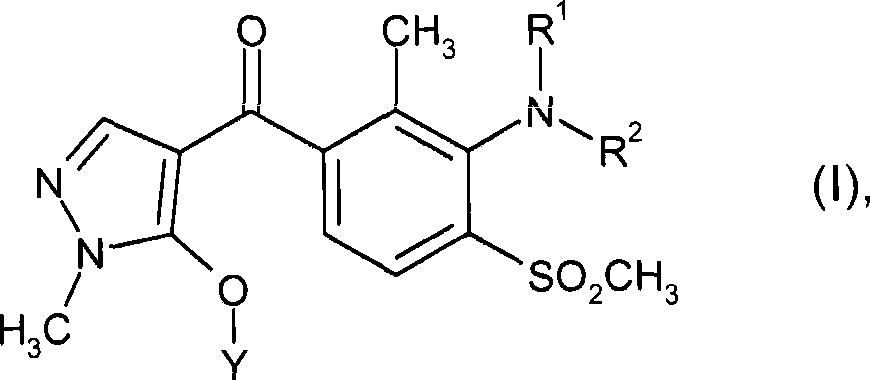 O
CH₃
R¹
N
R²
(I),
N
N
H₃C
O
Y
SO₂CH₃